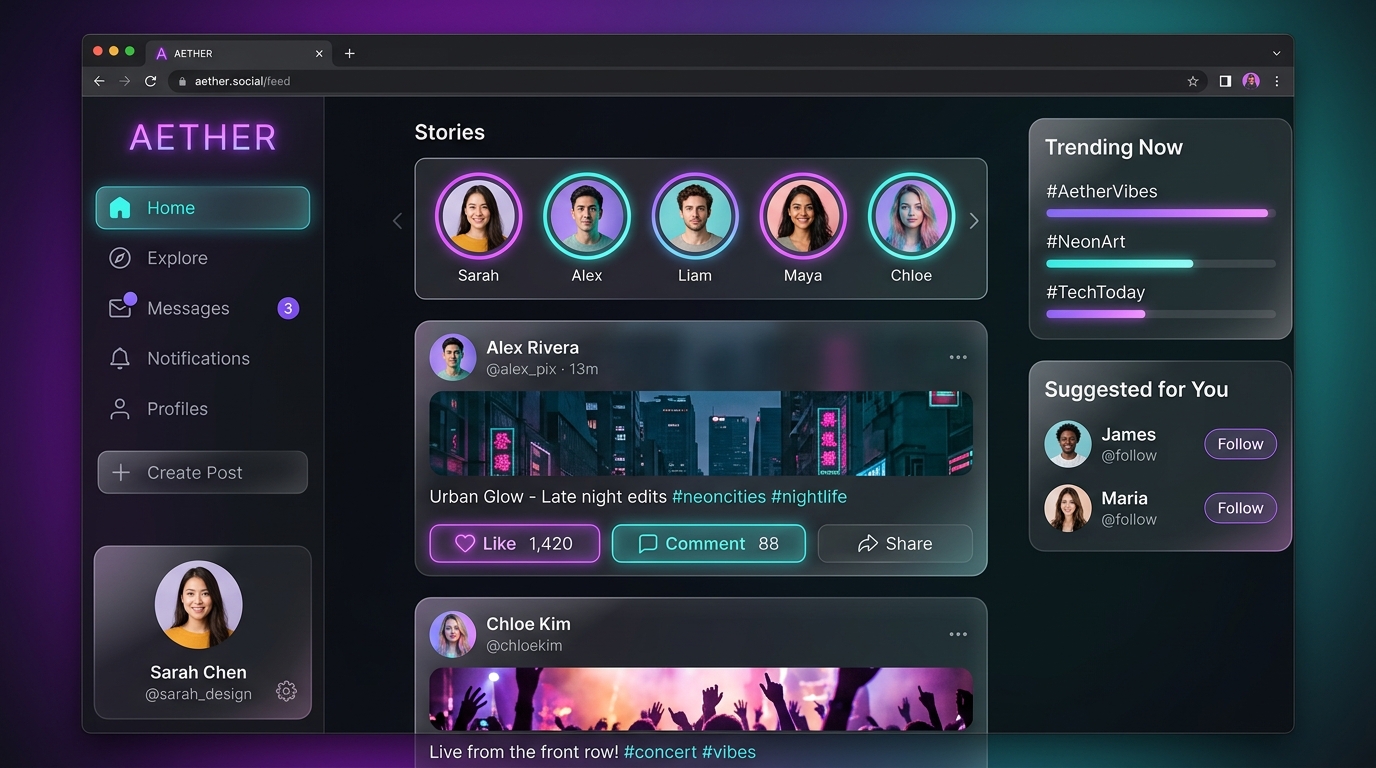 AETHER
aether.social/feed
AETHER
Home
Explore
Messages 3
Notifications
Profiles
Create Post
Sarah Chen
@sarah_design
Stories
Sarah Alex Liam Maya Chloe
Alex Rivera
@alex_pix · 13m
Urban Glow - Late night edits #neoncities #nightlife
Like 1,420 Comment 88 Share
Chloe Kim
@chloekim
Live from the front row! #concert #vibes
Trending Now
#AetherVibes
#NeonArt
#TechToday
Suggested for You
James
@follow
Follow
Maria
@follow
Follow